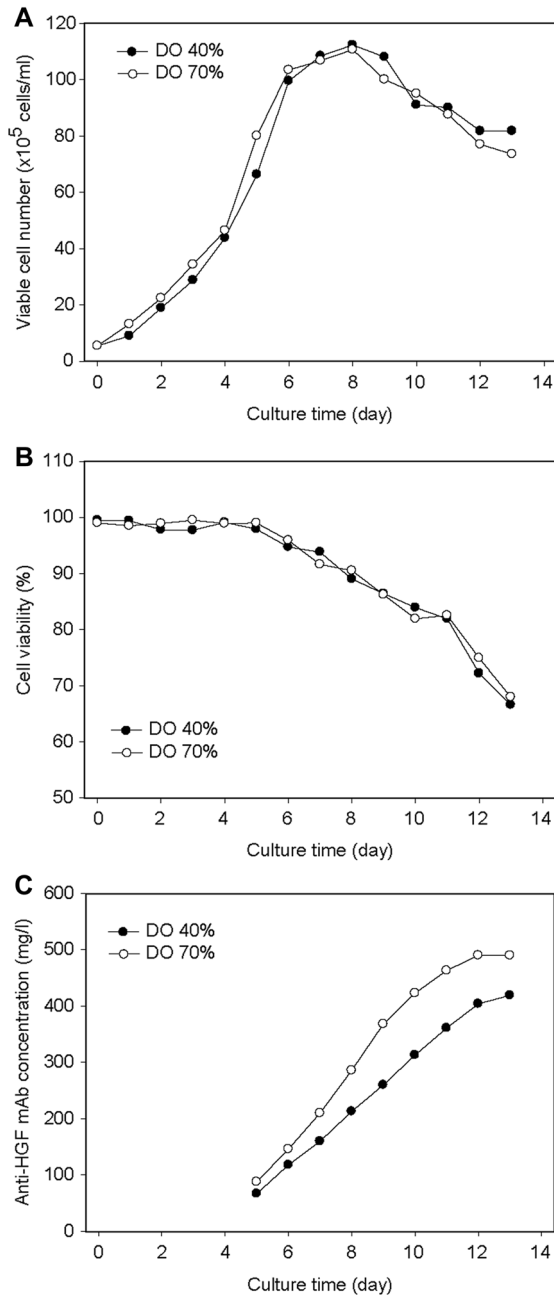 A
DO 40%
DO 70%
Viable cell number (x10⁵ cells/ml)
120
100
80
60
40
20
0
0 2 4 6 8 10 12 14
Culture time (day)
B
Cell viability (%)
110
100
90
80
70
60
50
DO 40%
DO 70%
0 2 4 6 8 10 12 14
Culture time (day)
C
DO 40%
DO 70%
Anti-HGF mAb concentration (mg/l)
600
500
400
300
200
100
0
0 2 4 6 8 10 12 14
Culture time (day)